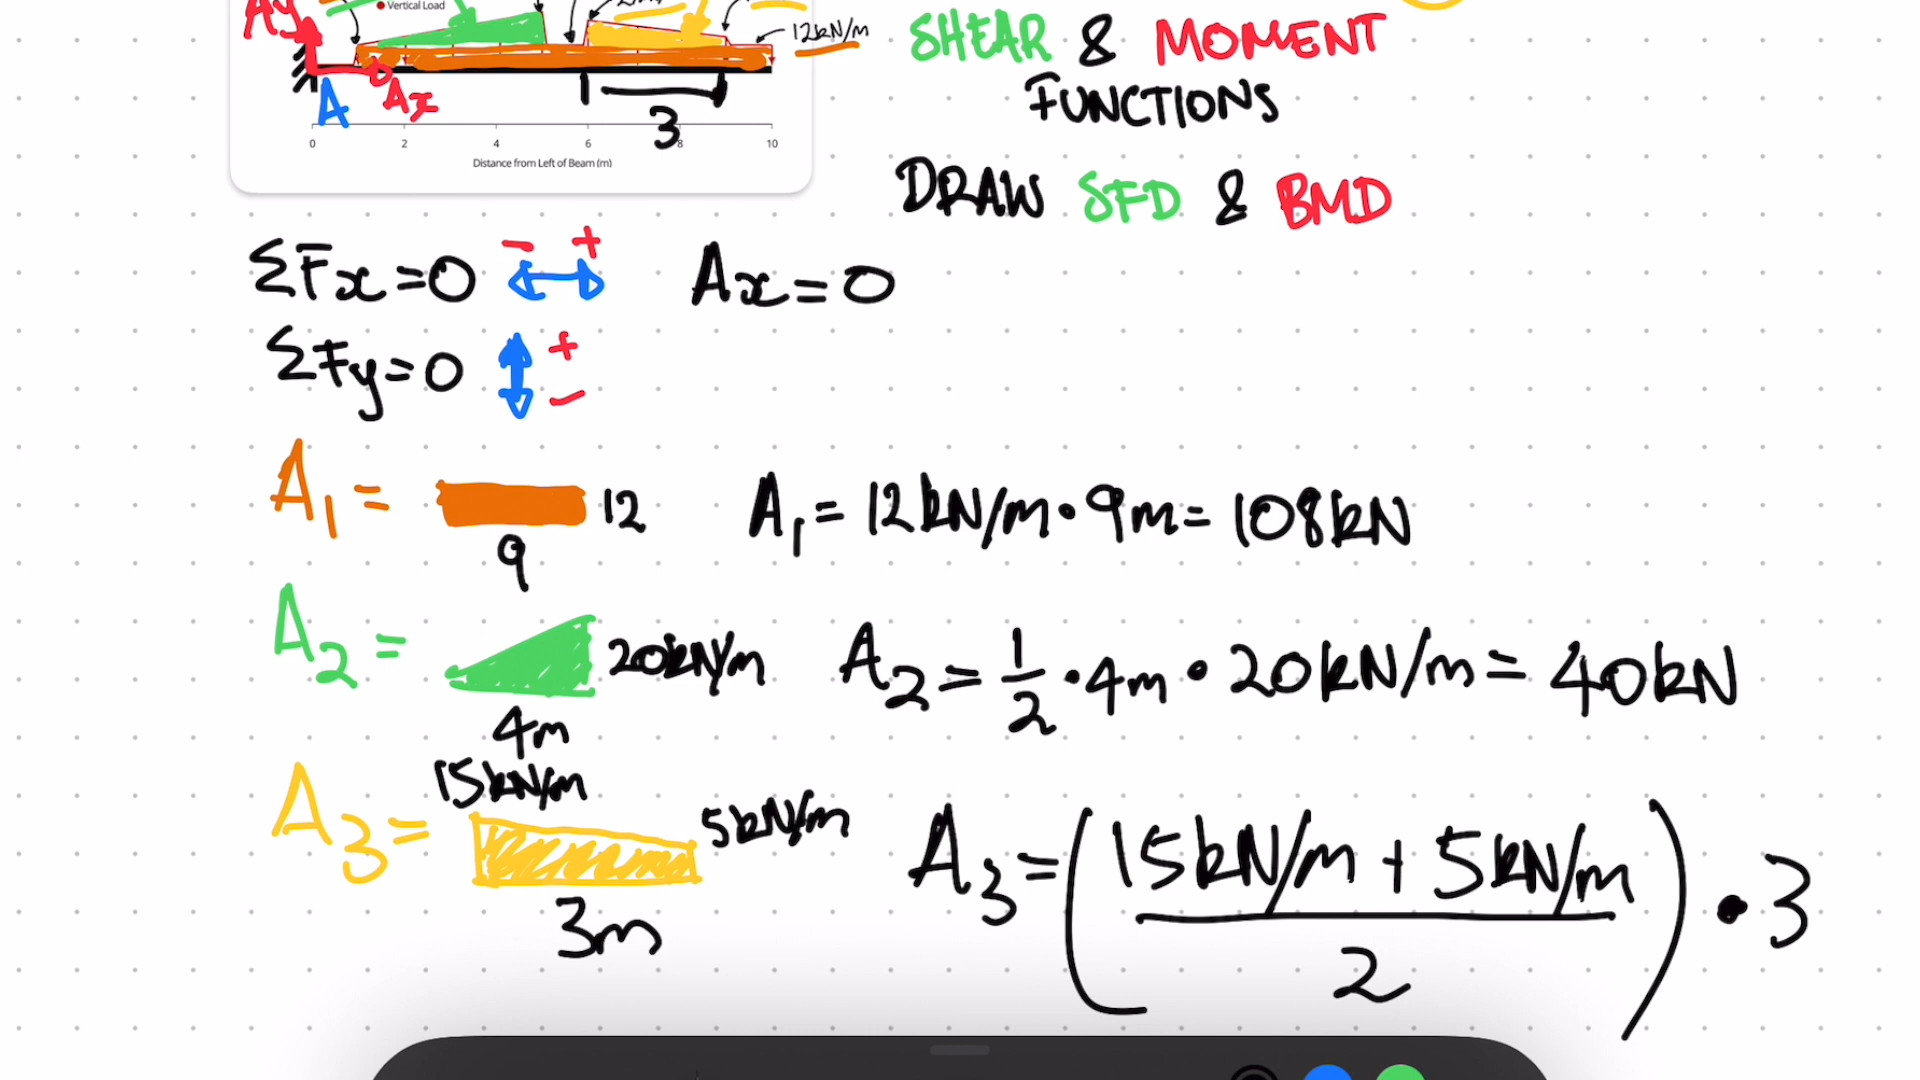 Ay
Vertical Load
12kN/m
A
Ax
3
0 2 4 6 8 10
Distance from Left of Beam (m)
SHEAR & MOMENT
FUNCTIONS
DRAW SFD & BMD
ΣFx=0 - + Ax=0
ΣFy=0 + -
A1= 12
9
A1= 12kN/m·9m= 108kN
A2= 20kN/m
4m
A2= 1/2 ·4m·20kN/m= 40kN
A3= 15kN/m 5kN/m
3m
A3=(15kN/m + 5kN/m / 2)·3